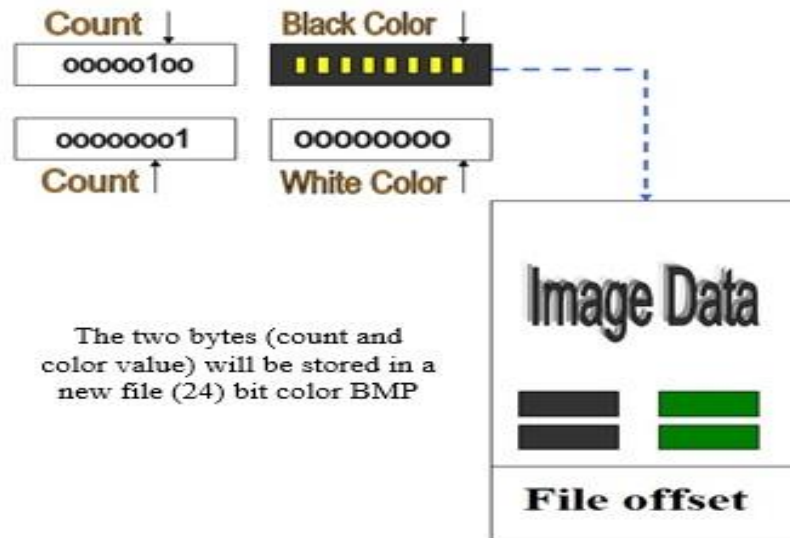 Count
Black Color
ooooo1oo
ooooooo1
oooooooo
Count
White Color
Image Data
The two bytes (count and
color value) will be stored in a
new file (24) bit color BMP
File offset